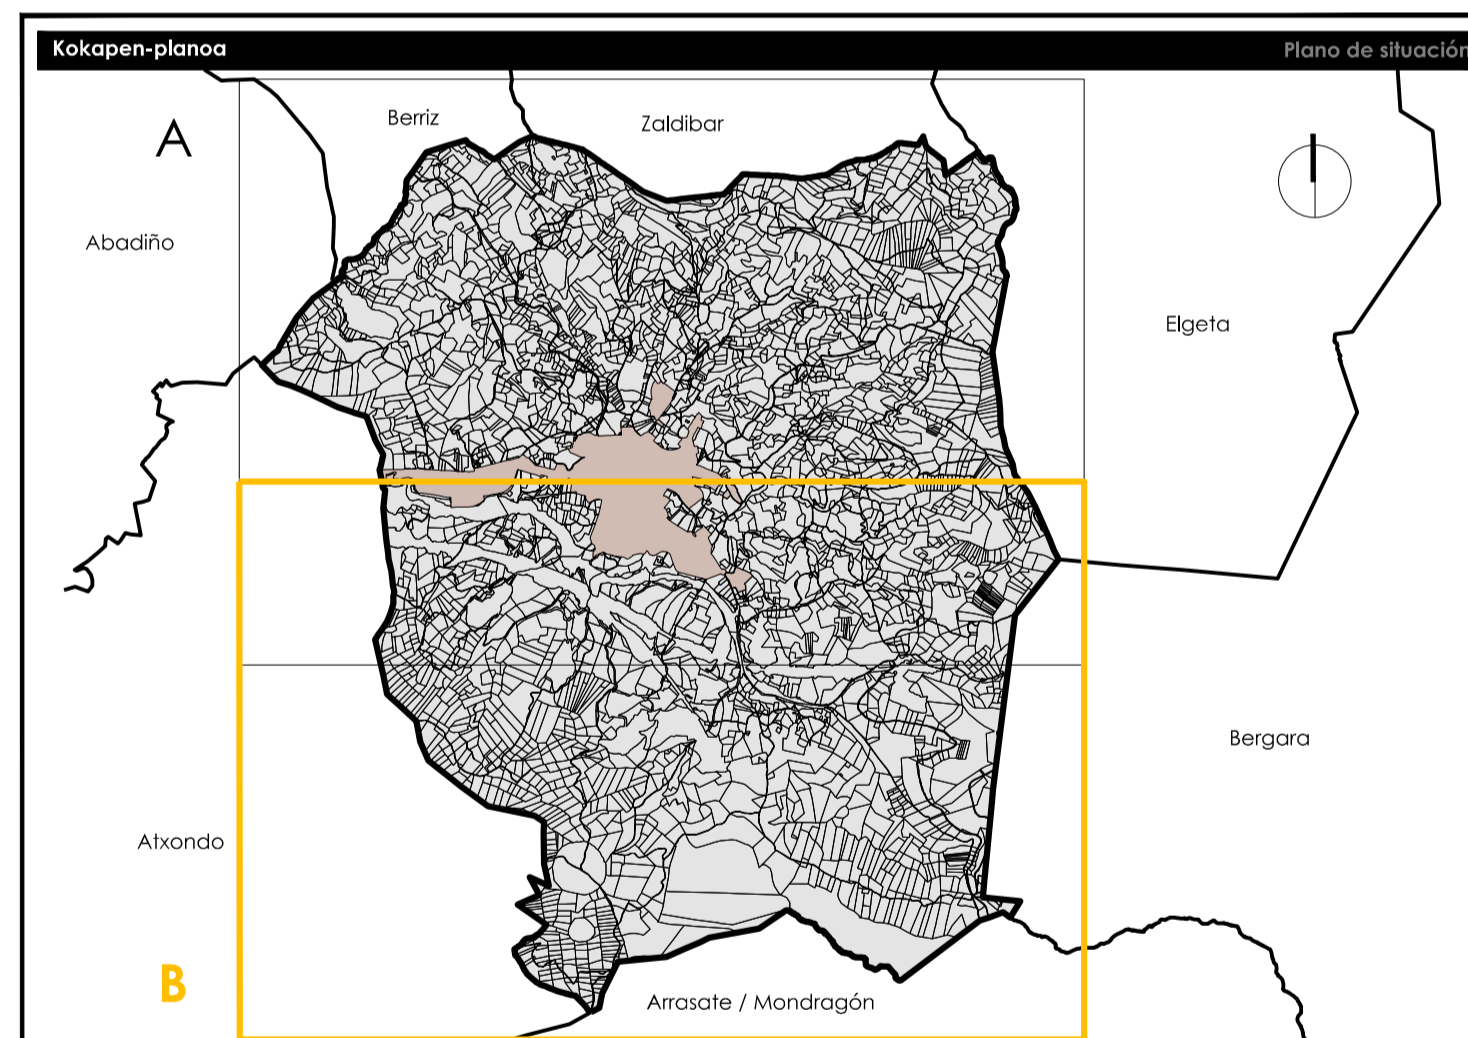 Kokapen-planoa
Plano de situación
A
Berriz
Zaldibar
Abadiño
Elgeta
Bergara
Atxondo
B
Arrasate / Mondragón